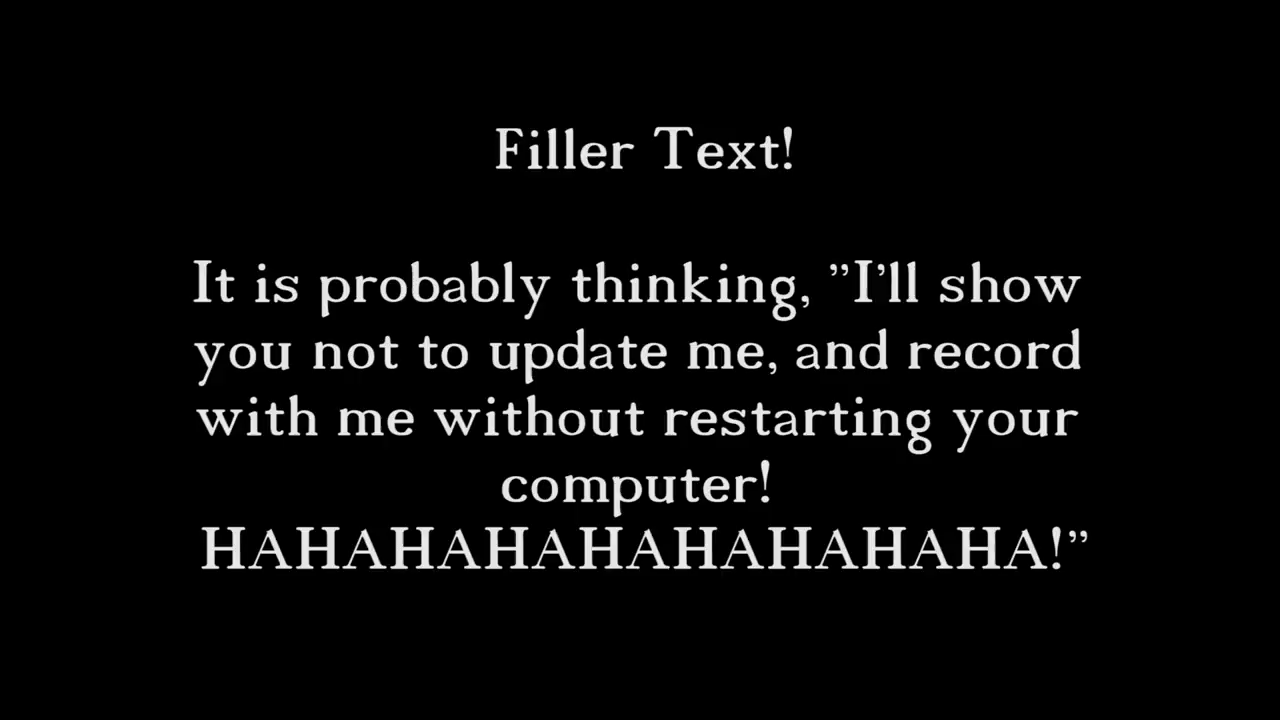 Filler Text!
It is probably thinking, ”I’ll show
you not to update me, and record
with me without restarting your
computer!
HAHAHAHAHAHAHAHAHAHA!”